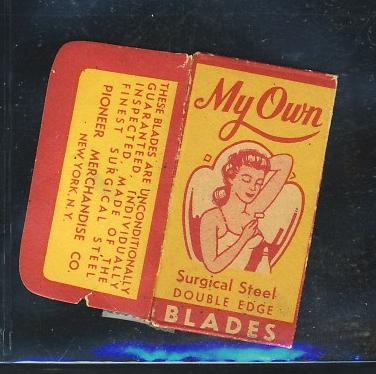 THESE BLADES ARE UNCONDITIONALLY
GUARANTEED, INDIVIDUALLY
INSPECTED, MADE OF THE
FINEST SURGICAL STEEL
PIONEER MERCHANDISE CO.
NEW YORK, N.Y.
My Own
Surgical Steel
DOUBLE EDGE
BLADES